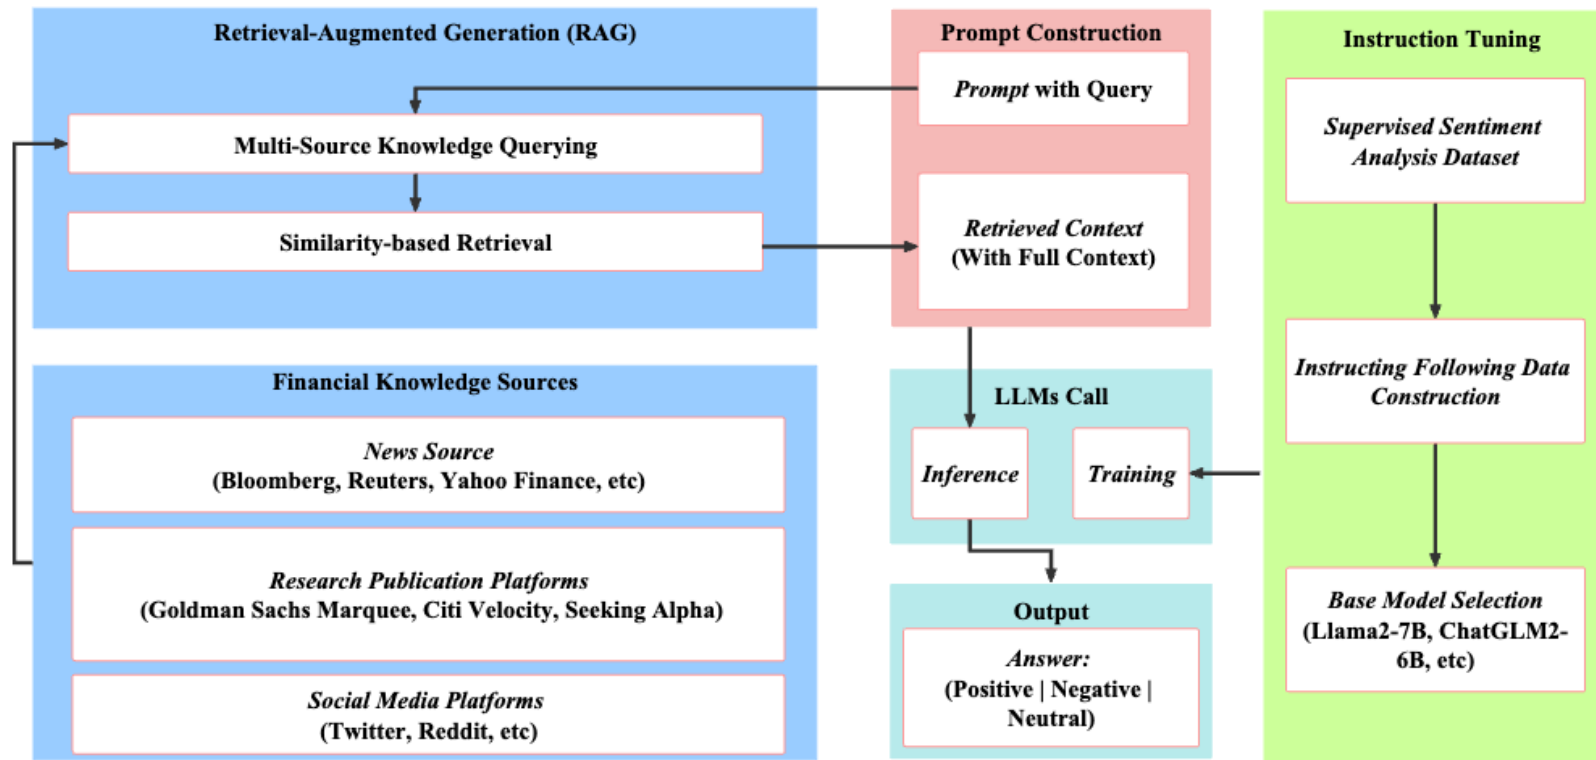 Retrieval-Augmented Generation (RAG)
Multi-Source Knowledge Querying
Similarity-based Retrieval
Financial Knowledge Sources
News Source
(Bloomberg, Reuters, Yahoo Finance, etc)
Research Publication Platforms
(Goldman Sachs Marquee, Citi Velocity, Seeking Alpha)
Social Media Platforms
(Twitter, Reddit, etc)
Prompt Construction
Prompt with Query
Retrieved Context
(With Full Context)
LLMs Call
Inference
Training
Output
Answer:
(Positive | Negative |
Neutral)
Instruction Tuning
Supervised Sentiment
Analysis Dataset
Instructing Following Data
Construction
Base Model Selection
(Llama2-7B, ChatGLM2-
6B, etc)